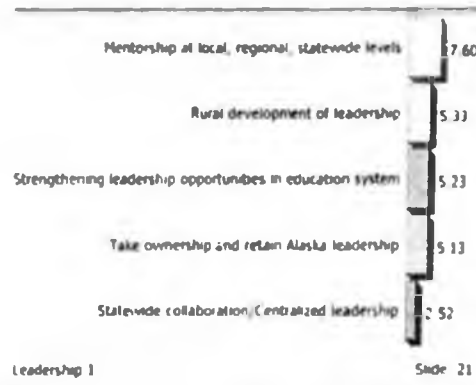 Mentorship at local, regional, statewide levels 7.60
Rural development of leadership 5.33
Strengthening leadership opportunities in education system 5.23
Take ownership and retain Alaska leadership 5.13
Statewide collaboration/Centralized leadership 2.52
Leadership 1 Slide 21